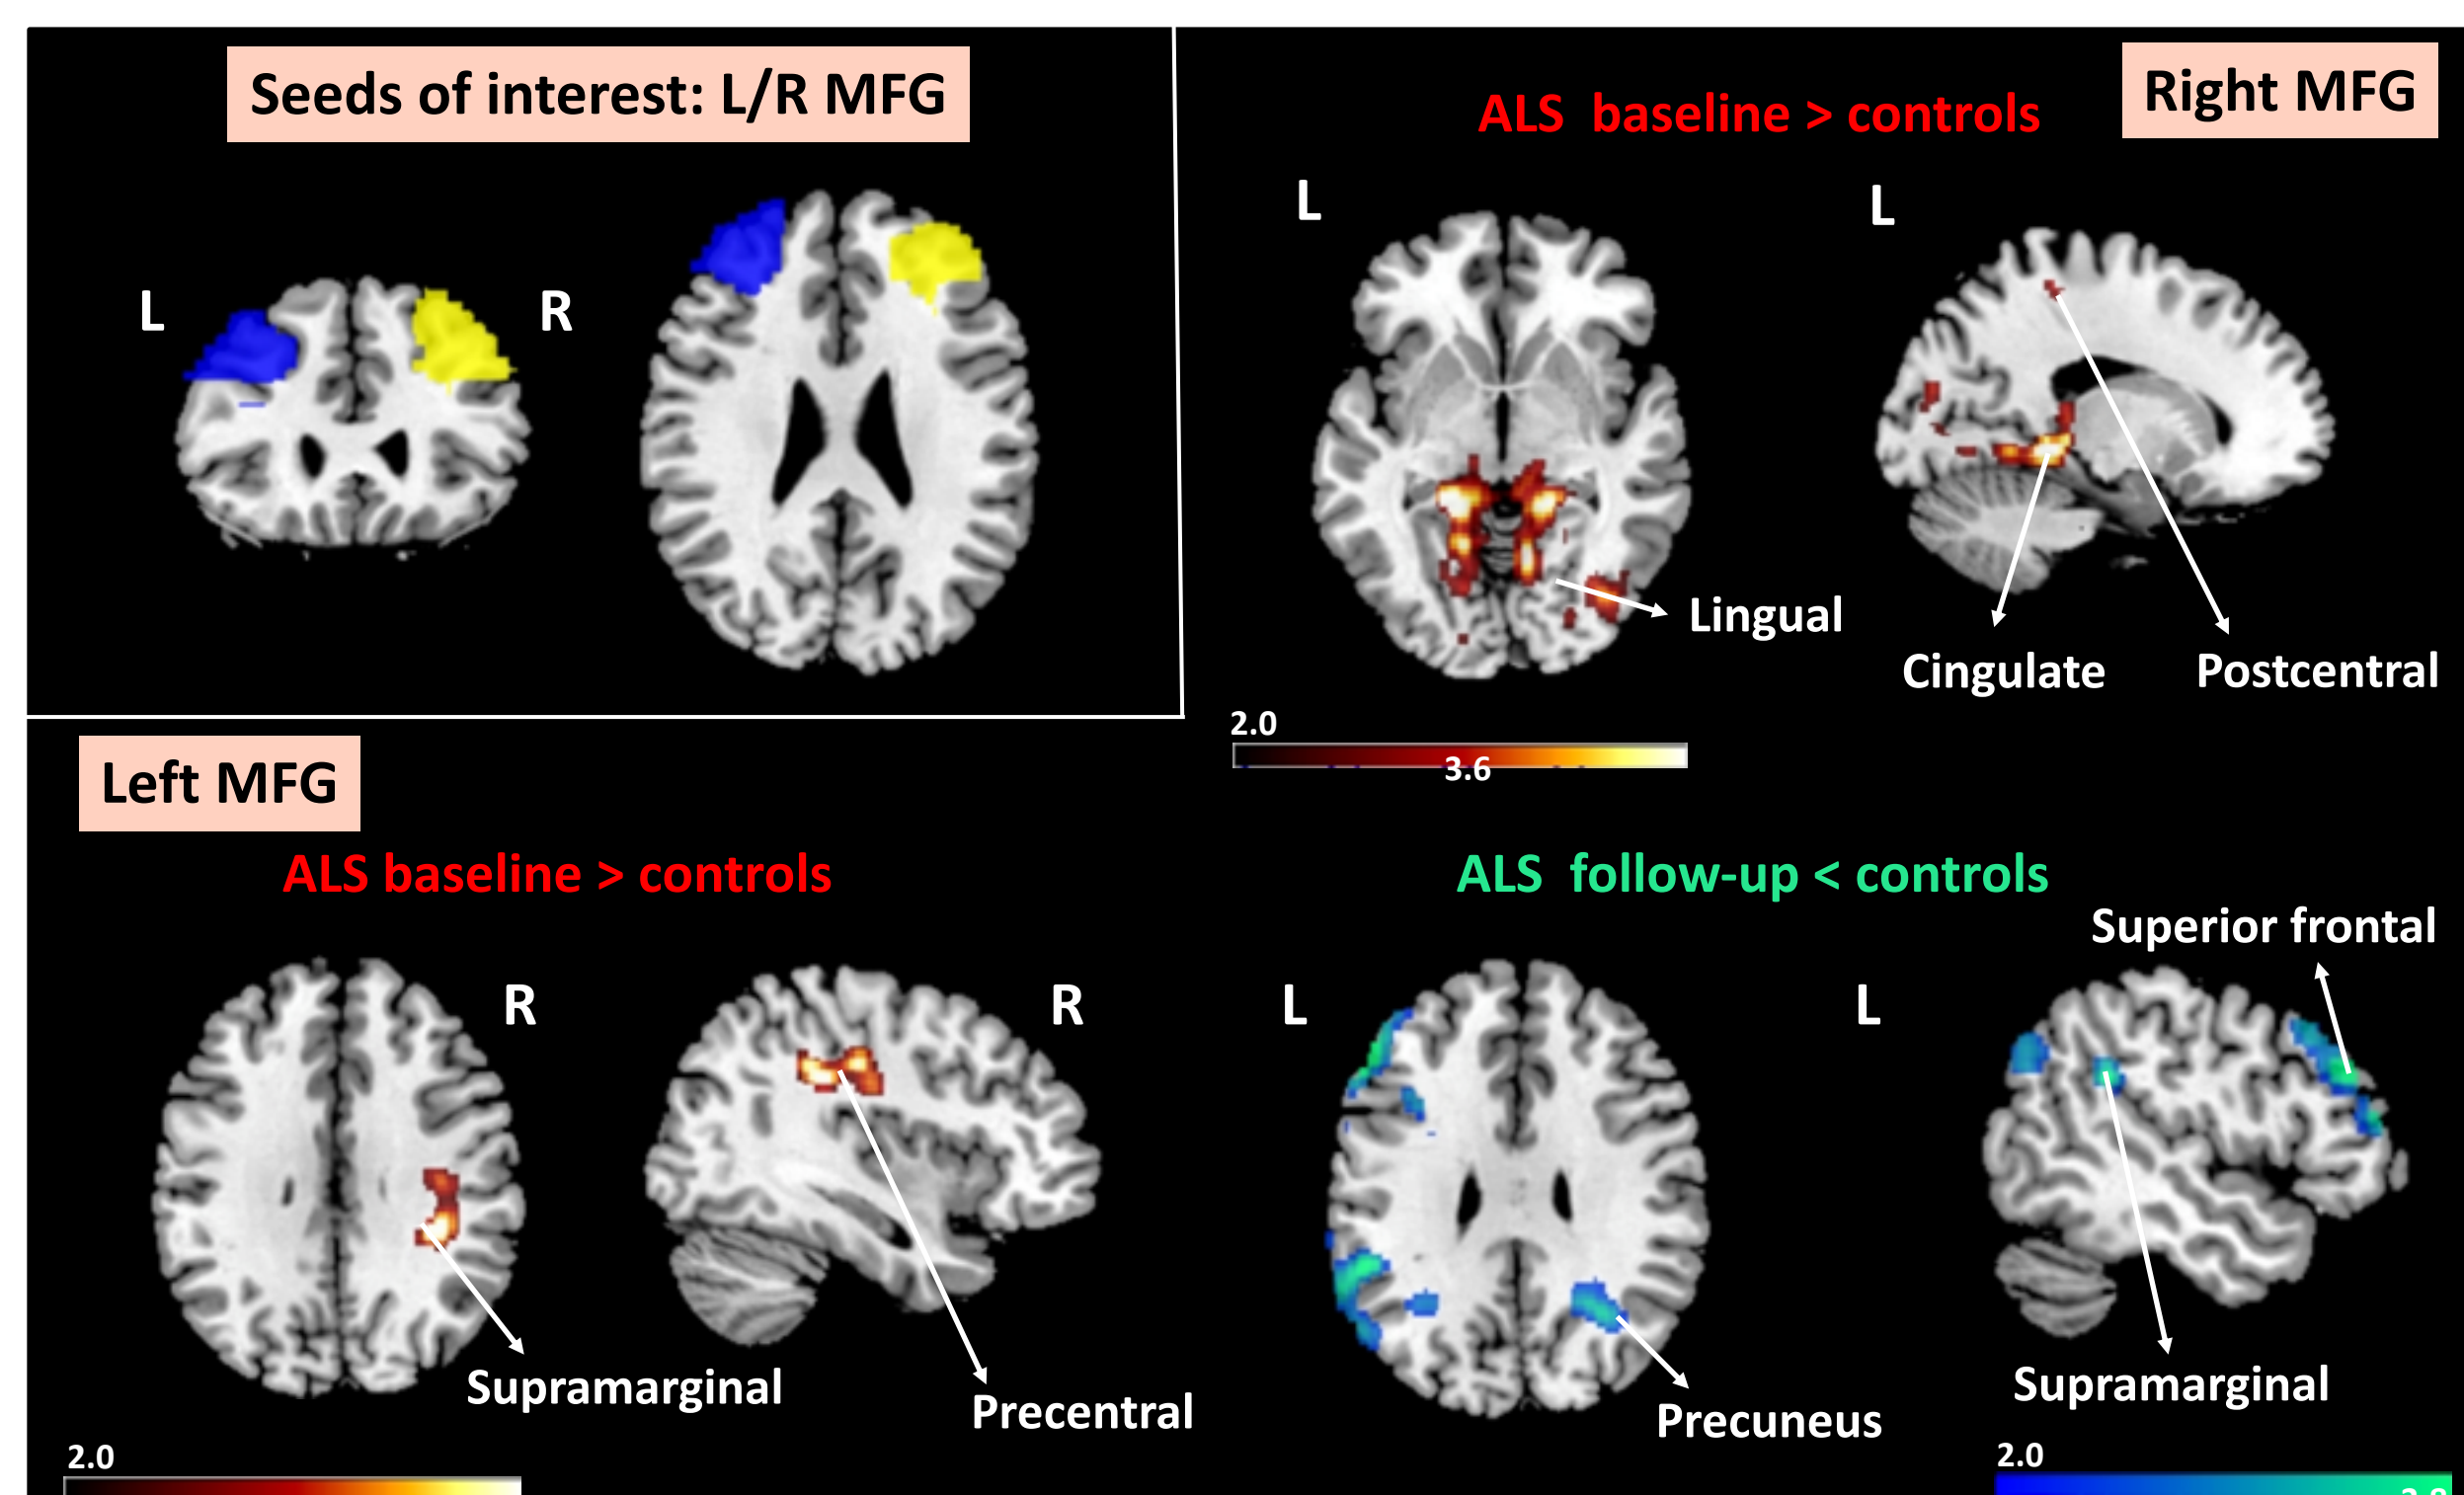 Seeds of interest: L/R MFG
L
R
Right MFG
ALS baseline > controls
L
L
Lingual
Cingulate
Postcentral
2.0
3.6
Left MFG
ALS baseline > controls
R
R
Supramarginal
Precentral
2.0
ALS follow-up < controls
Superior frontal
L
L
Precuneus
Supramarginal
2.0